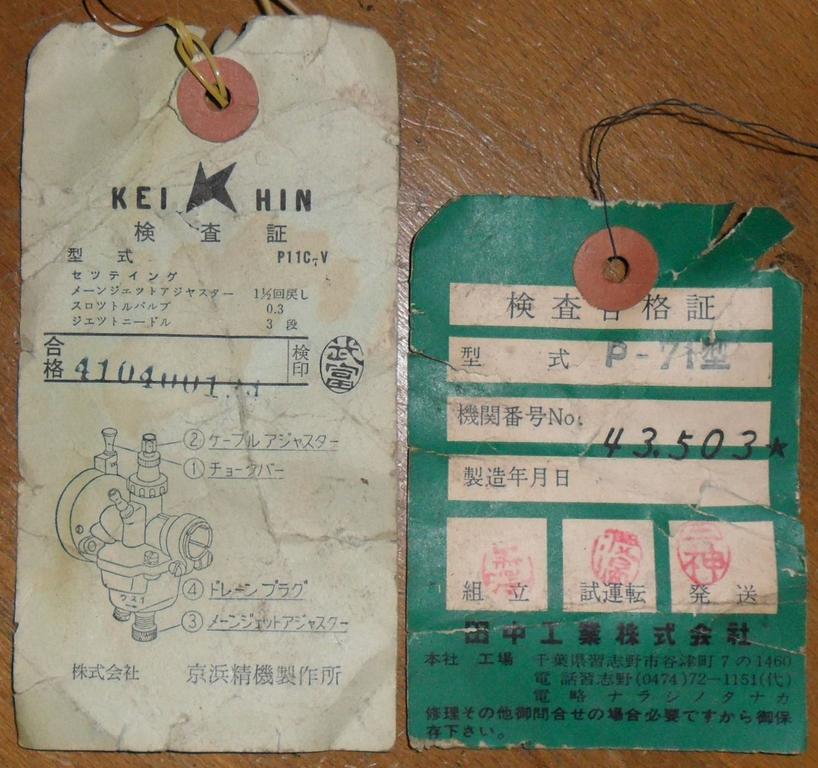 KEIHIN
検査証
型式 P11C-V
セツテイング
メーンジェットアジヤスター 1½回戻し
スロツトルバルブ 0.3
ジエツトニードル 3段
合格
検印
武富
② ケーブルアジャスター
① チョークバー
④ ドレーンプラグ
③ メーンジェットアジャスター
株式会社 京浜精機製作所
検査合格証
型式 P-71型
機関番号No. 43.503★
製造年月日
組立 試運転 発送
田中工業株式会社
本社 工場 千葉県習志野市谷津町7の1460
電話習志野(0474)72-1151(代)
電略 ナラシノタナカ
修理その他御問合せの場合必要ですから御保
存下さい。